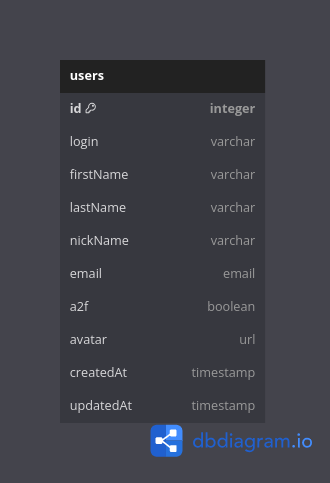 users
id integer
login varchar
firstName varchar
lastName varchar
nickName varchar
email email
a2f boolean
avatar url
createdAt timestamp
updatedAt timestamp
dbdiagram.io